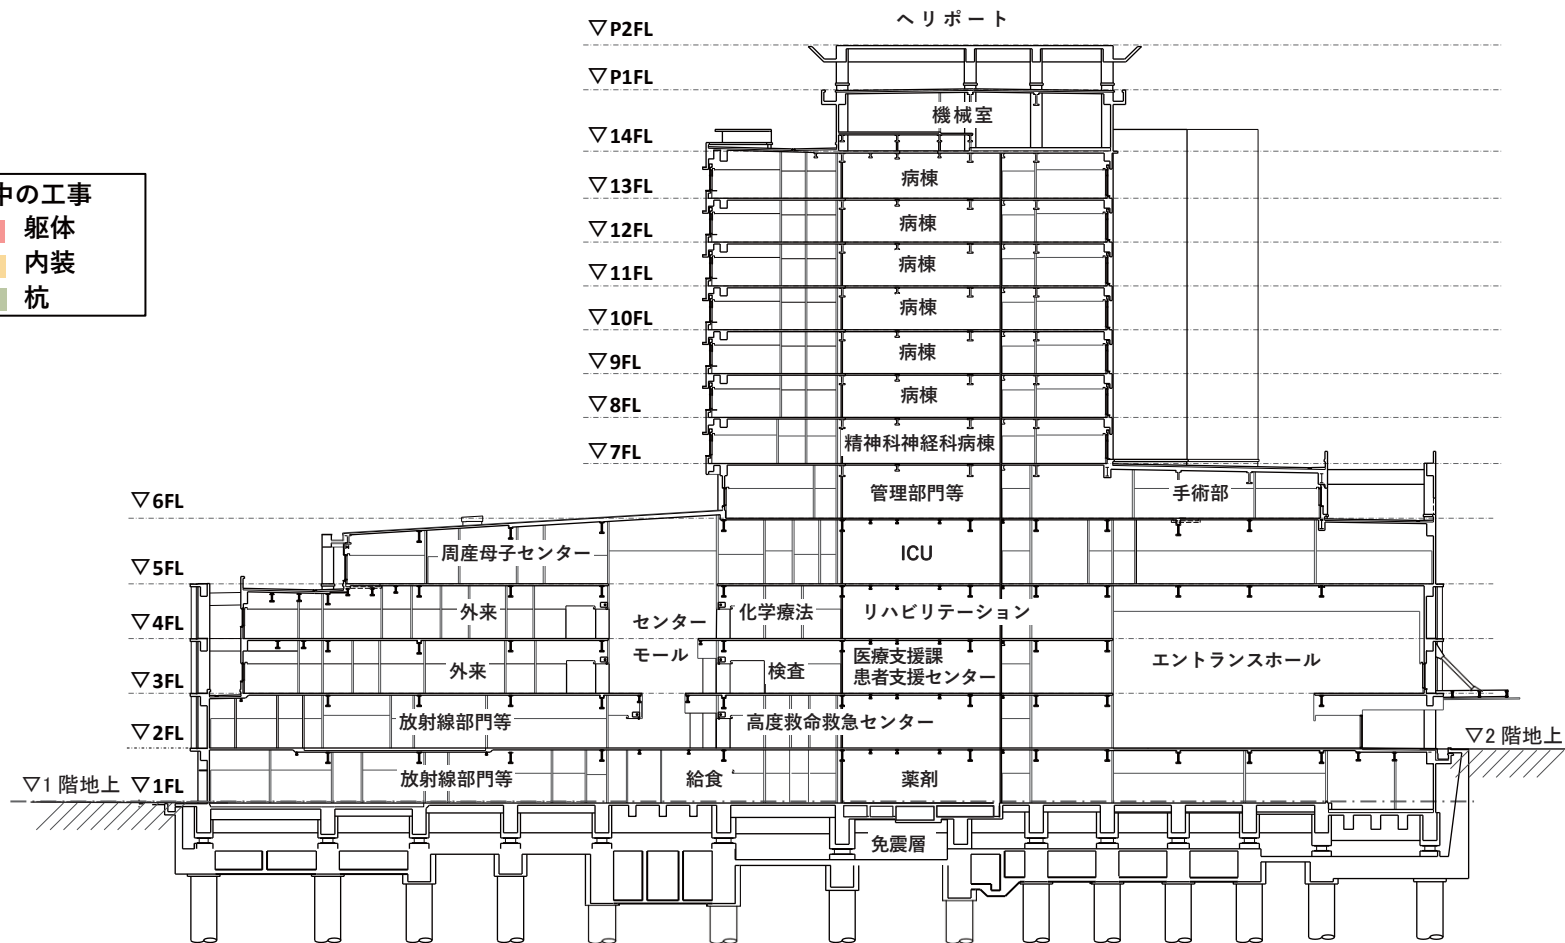 ヘリポート
▽P2FL
▽P1FL
機械室
▽14FL
中の工事
躯体
内装
杭
病棟
▽13FL
病棟
▽12FL
病棟
▽11FL
病棟
▽10FL
病棟
▽9FL
病棟
▽8FL
精神科神経科病棟
▽7FL
管理部門等
手術部
▽6FL
周産母子センター
ICU
▽5FL
外来
センター
モール
化学療法
リハビリテーション
▽4FL
外来
検査
医療支援課
患者支援センター
エントランスホール
▽3FL
放射線部門等
高度救命救急センター
▽2FL
▽2階地上
放射線部門等
給食
薬剤
▽1階地上
▽1FL
免震層